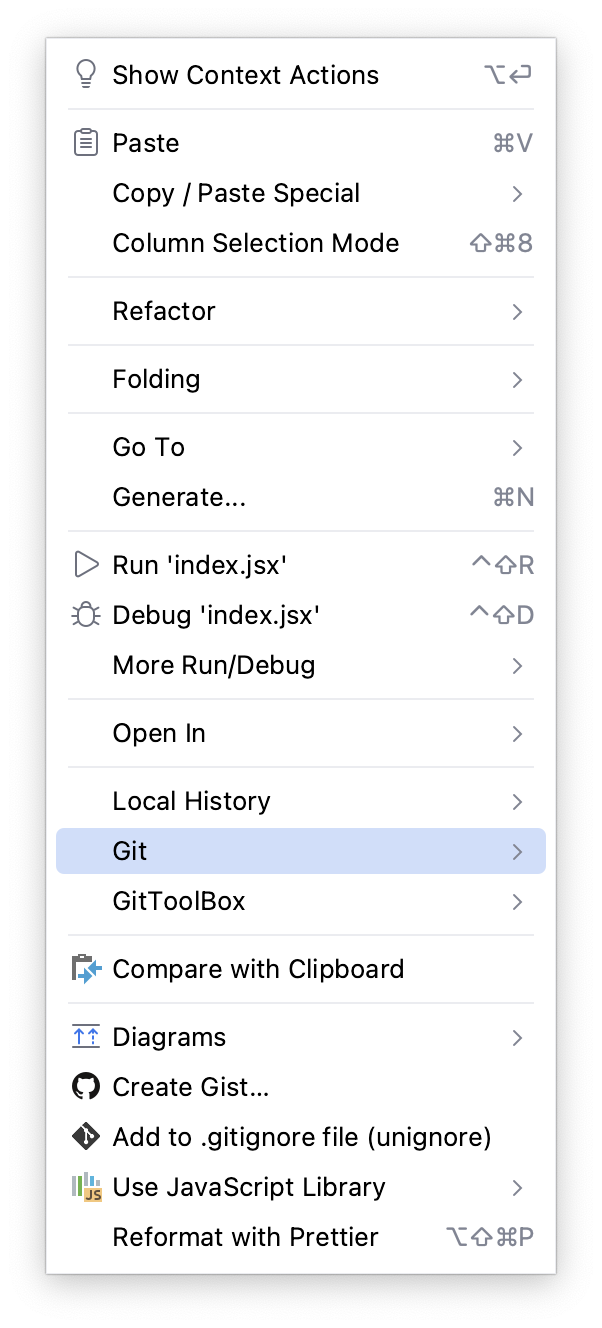 Show Context Actions ⌥↩
Paste ⌘V
Copy / Paste Special
Column Selection Mode ⇧⌘8
Refactor
Folding
Go To
Generate... ⌘N
Run 'index.jsx' ^⇧R
Debug 'index.jsx' ^⇧D
More Run/Debug
Open In
Local History
Git
GitToolBox
Compare with Clipboard
Diagrams
Create Gist...
Add to .gitignore file (unignore)
JS Use JavaScript Library
Reformat with Prettier ⌥⇧⌘P